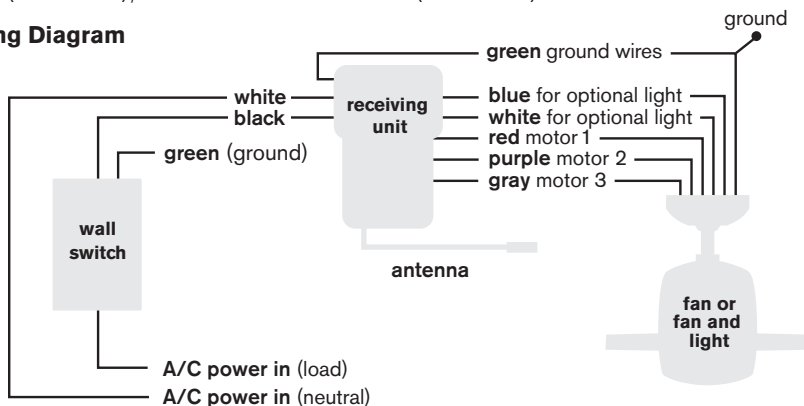 ng Diagram
ground
green ground wires
white
black
green (ground)
receiving
unit
blue for optional light
white for optional light
red motor 1
purple motor 2
gray motor 3
wall
switch
antenna
fan or
fan and
light
A/C power in (load)
A/C power in (neutral)